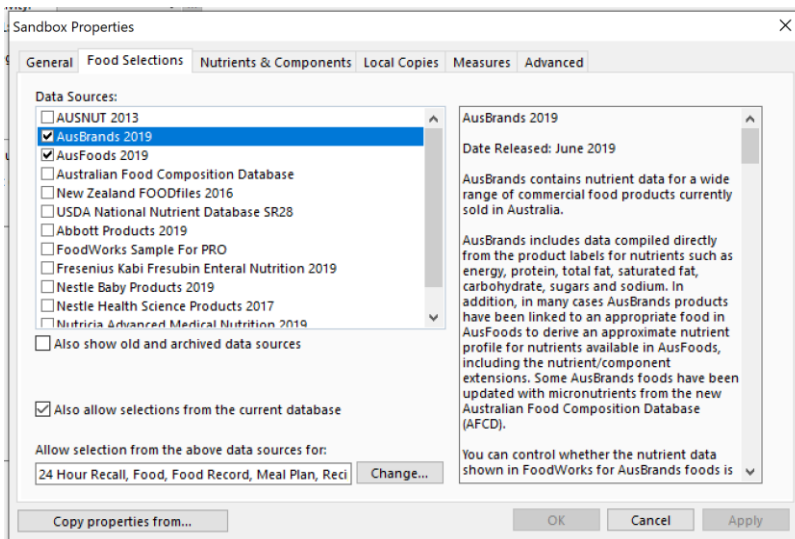 Sandbox Properties
General Food Selections Nutrients & Components Local Copies Measures Advanced
Data Sources:
AUSNUT 2013
AusBrands 2019
AusFoods 2019
Australian Food Composition Database
New Zealand FOODfiles 2016
USDA National Nutrient Database SR28
Abbott Products 2019
FoodWorks Sample For PRO
Fresenius Kabi Fresubin Enteral Nutrition 2019
Nestle Baby Products 2019
Nestle Health Science Products 2017
Nutricia Advanced Medical Nutrition 2019
Also show old and archived data sources
Also allow selections from the current database
Allow selection from the above data sources for:
24 Hour Recall, Food, Food Record, Meal Plan, Reci
Change...
AusBrands 2019
Date Released: June 2019
AusBrands contains nutrient data for a wide
range of commercial food products currently
sold in Australia.
AusBrands includes data compiled directly
from the product labels for nutrients such as
energy, protein, total fat, saturated fat,
carbohydrate, sugars and sodium. In
addition, in many cases AusBrands products
have been linked to an appropriate food in
AusFoods to derive an approximate nutrient
profile for nutrients available in AusFoods,
including the nutrient/component
extensions. Some AusBrands foods have been
updated with micronutrients from the new
Australian Food Composition Database
(AFCD).
You can control whether the nutrient data
shown in FoodWorks for AusBrands foods is
Copy properties from...
OK Cancel Apply